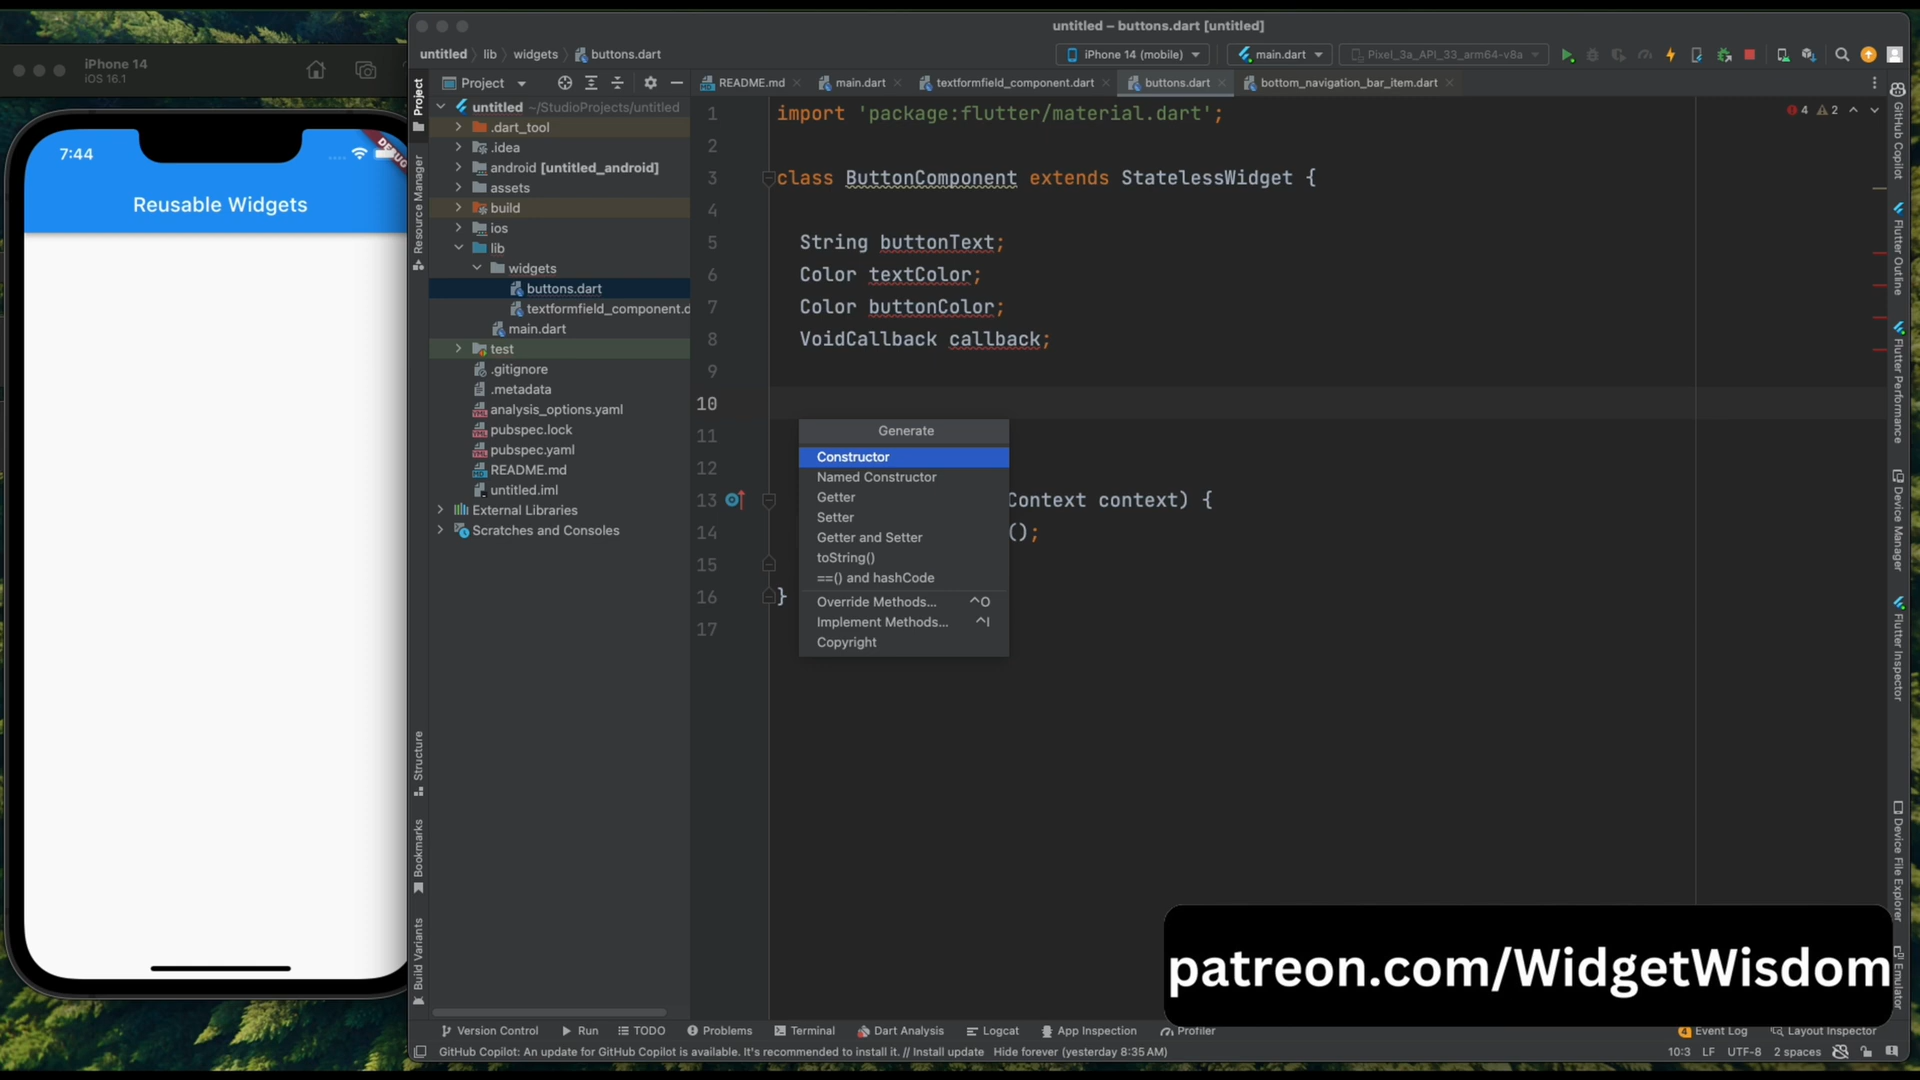 untitled – buttons.dart [untitled]
iPhone 14
iOS 16.1
untitled
lib
widgets
buttons.dart
iPhone 14 (mobile)
main.dart
Pixel_3a_API_33_arm64-v8a
Project
README.md
main.dart
textformfield_component.dart
buttons.dart
bottom_navigation_bar_item.dart
7:44
DEBUG
Reusable Widgets
Project
Resource Manager
Structure
Bookmarks
Build Variants
untitled ~/StudioProjects/untitled
.dart_tool
.idea
android [untitled_android]
assets
build
ios
lib
widgets
buttons.dart
textformfield_component.d
main.dart
test
.gitignore
.metadata
analysis_options.yaml
pubspec.lock
pubspec.yaml
README.md
untitled.iml
External Libraries
Scratches and Consoles
4 2
1 import 'package:flutter/material.dart';
2
3 class ButtonComponent extends StatelessWidget {
4
5 String buttonText;
6 Color textColor;
7 Color buttonColor;
8 VoidCallback callback;
9
10
11
12
13 Context context) {
14 ();
15
16 }
17
Generate
Constructor
Named Constructor
Getter
Setter
Getter and Setter
toString()
==() and hashCode
Override Methods... ^O
Implement Methods... ^I
Copyright
GitHub Copilot
Flutter Outline
Flutter Performance
Device Manager
Flutter Inspector
Device File Explorer
Emulator
patreon.com/WidgetWisdom
Version Control
Run
TODO
Problems
Terminal
Dart Analysis
Logcat
App Inspection
Profiler
4 Event Log
Layout Inspector
GitHub Copilot: An update for GitHub Copilot is available. It's recommended to install it. // Install update Hide forever (yesterday 8:35 AM)
10:3 LF UTF-8 2 spaces